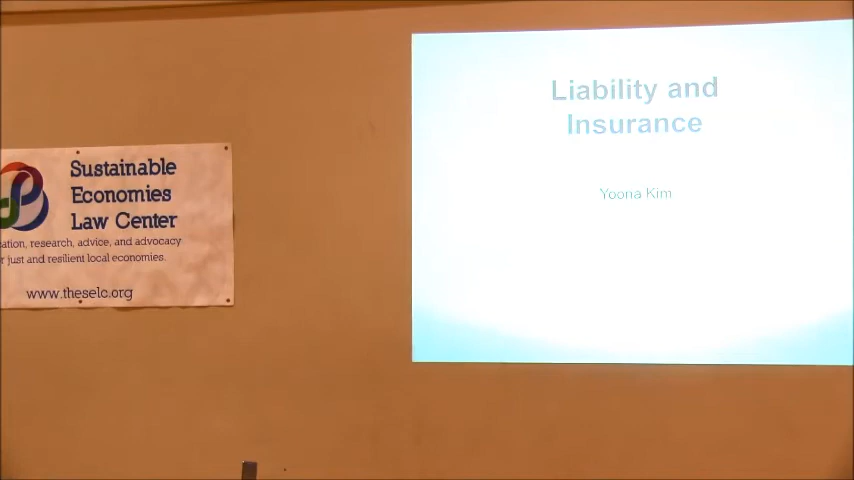 Sustainable
Economies
Law Center
ation, research, advice, and advocacy
r just and resilient local economies.
www.theselc.org
Liability and
Insurance
Yoona Kim